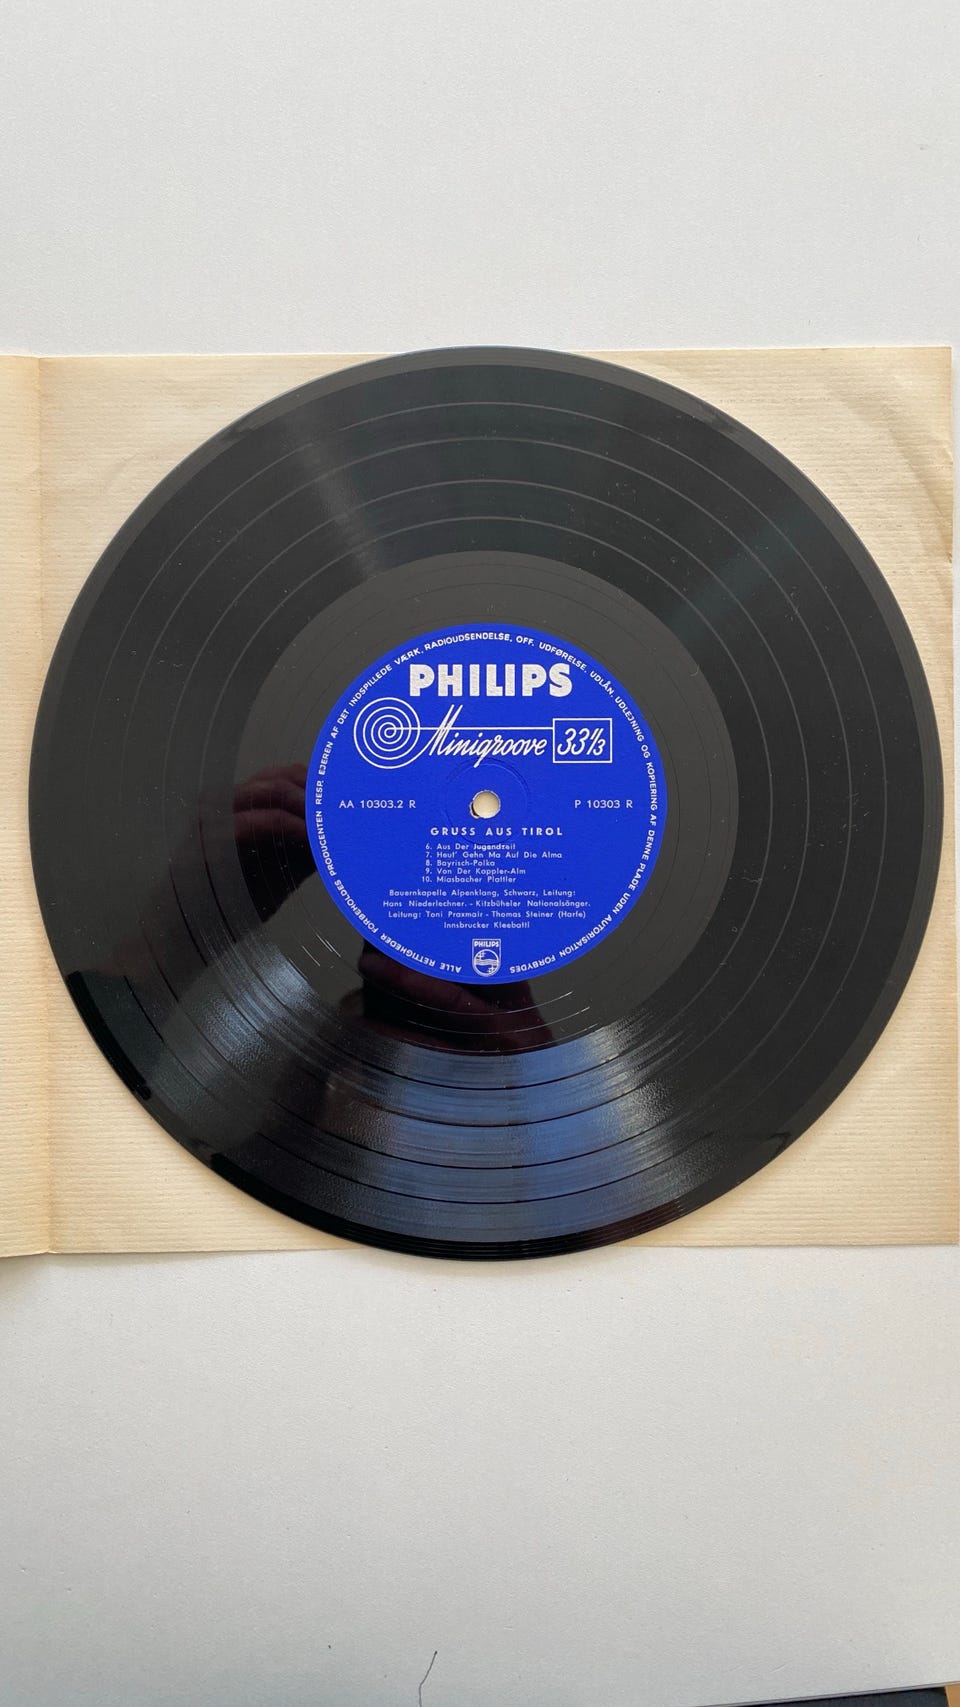 ALLE RETTIGHEDER FORBEHOLDES PRODUCENTEN RESP. EJEREN AF DET INDSPILLEDE VÆRK. RADIOUDSENDELSE, OFF. UDFØRELSE, UDLÅN, UDLEJNING OG KOPIERING AF DENNE PLADE UDEN AUTORISATION FORBYDES
PHILIPS
Minigroove 33⅓
AA 10303.2 R P 10303 R
GRUSS AUS TIROL
6. Aus Der Jugendzeit
7. Heut' Gehn Ma Auf Die Alma
8. Bayrisch-Polka
9. Von Der Koppler-Alm
10. Miasbacher Plattler
Bauernkapelle Alpenklang, Schwarz, Leitung:
Hans Niederlechner. - Kitzbüheler Nationalsänger.
Leitung: Toni Praxmair - Thomas Steiner (Harfe)
Innsbrucker Kleebattl
PHILIPS